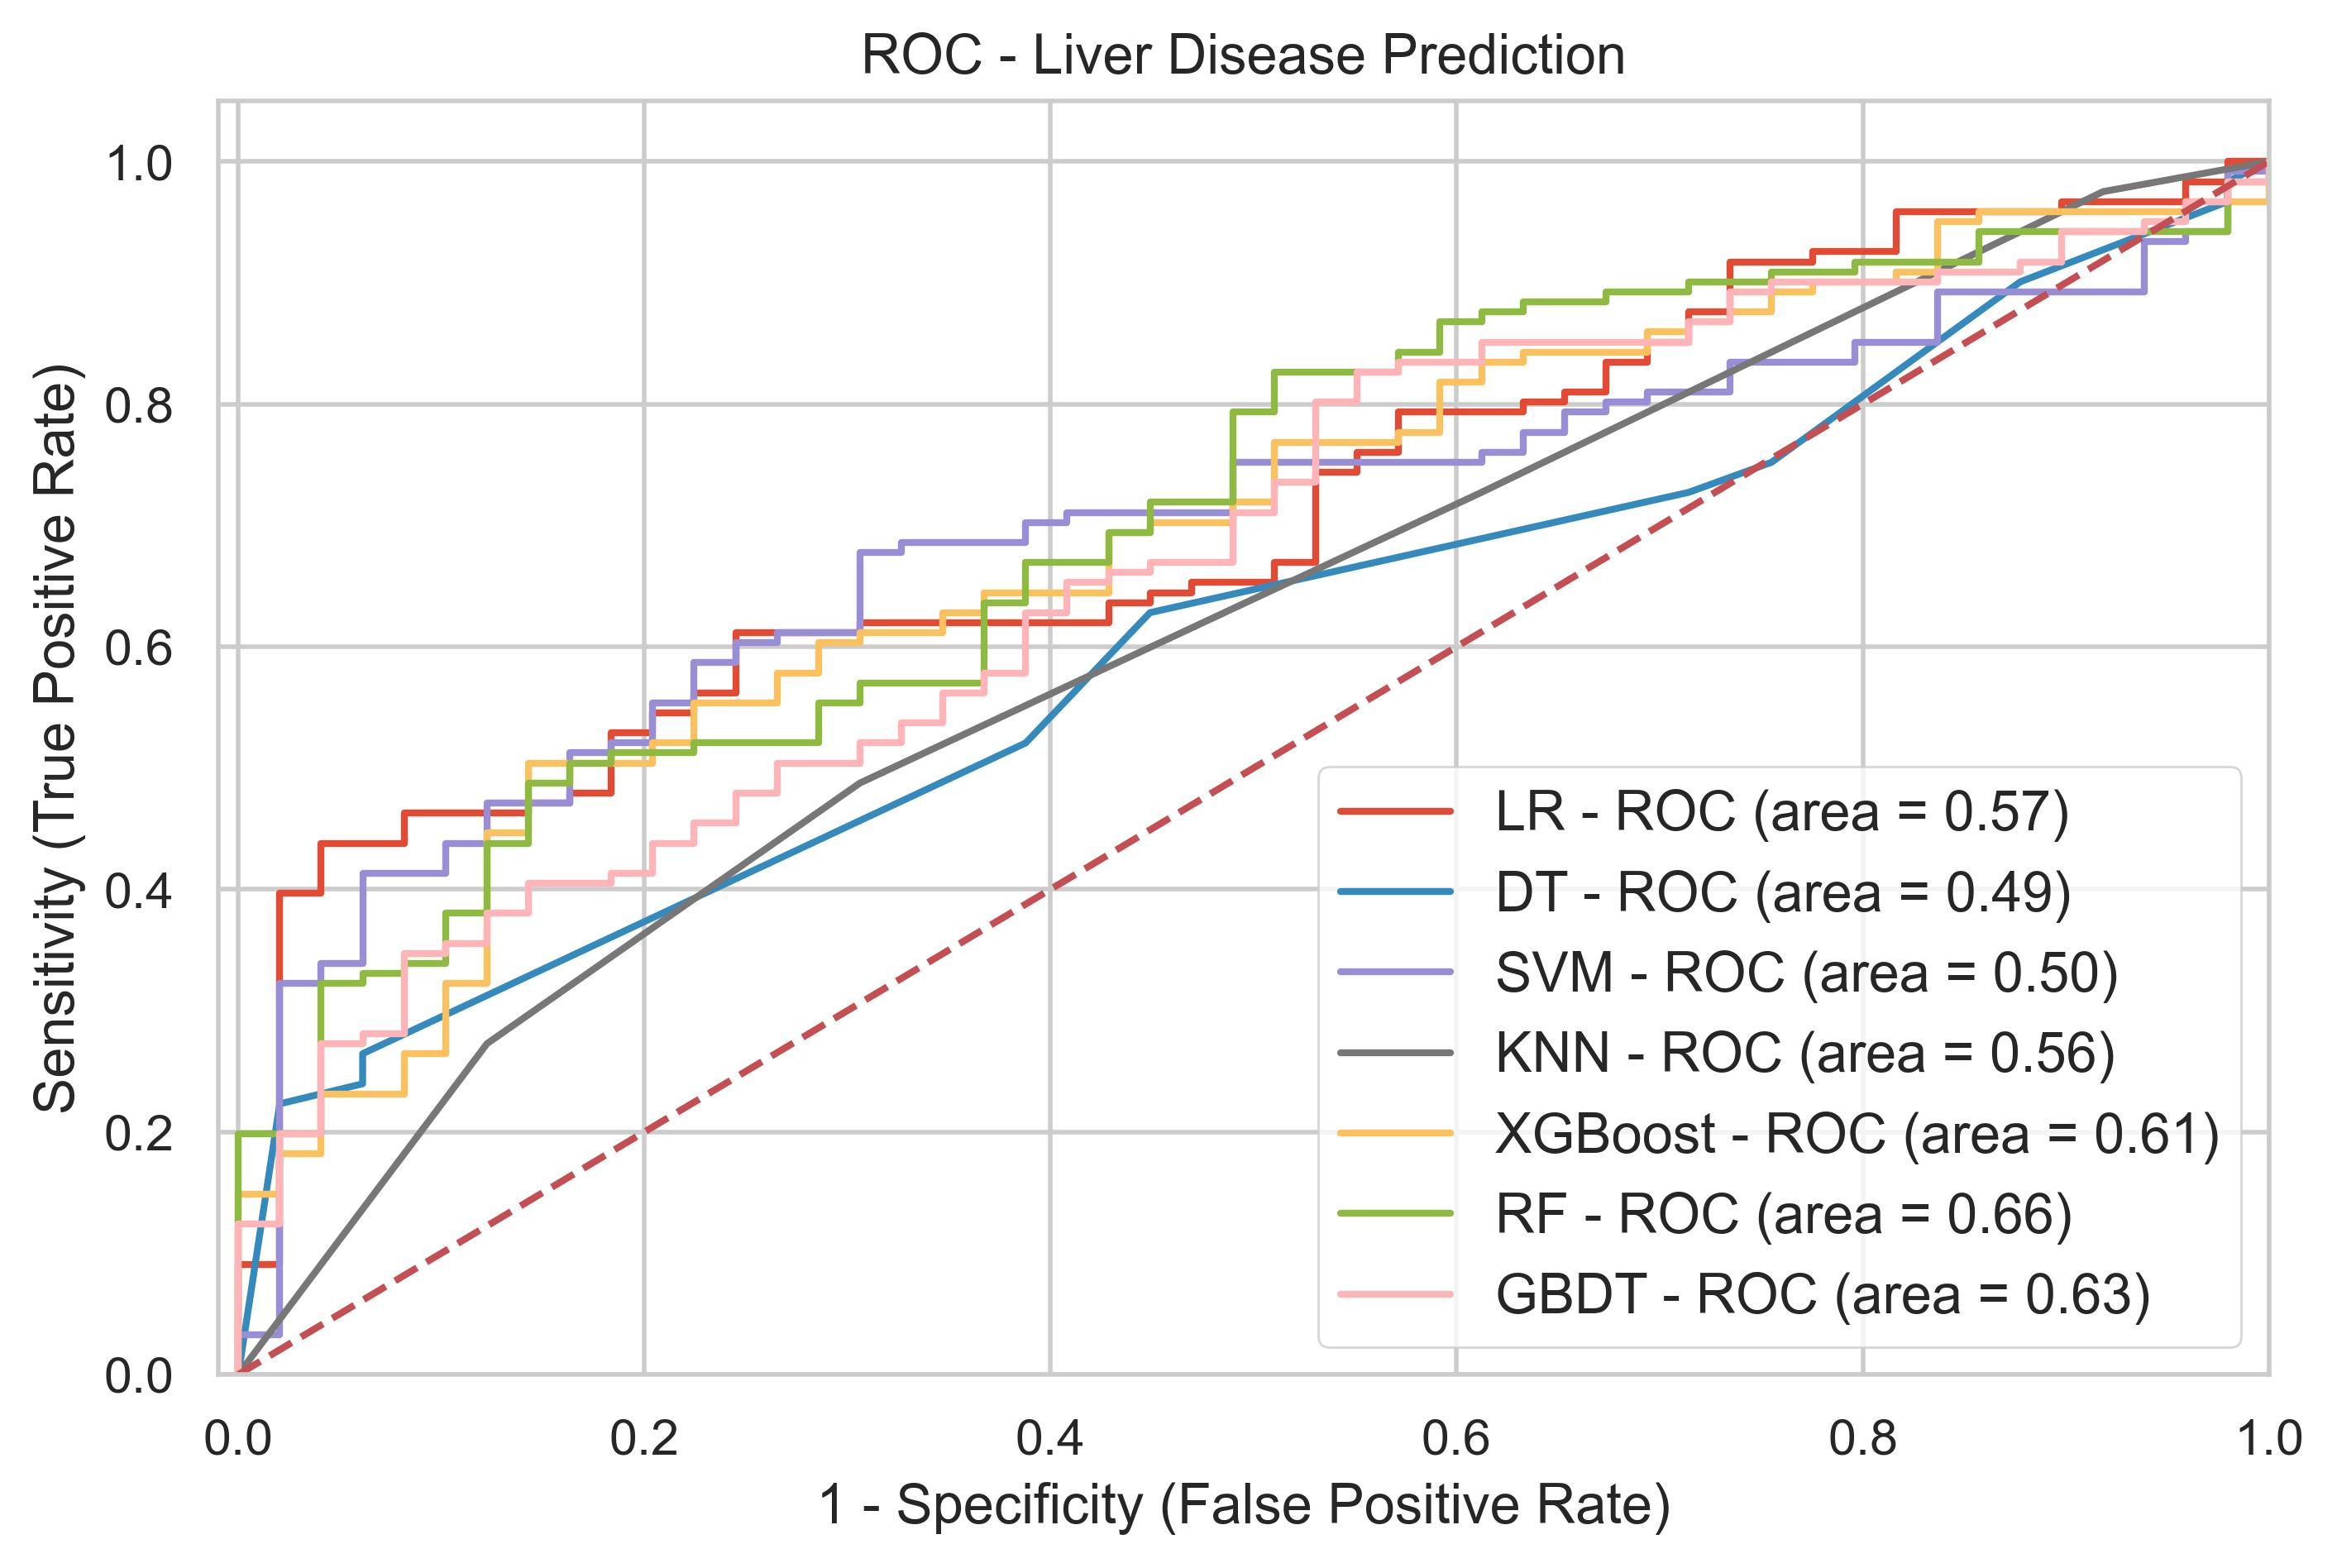 ROC - Liver Disease Prediction
Sensitivity (True Positive Rate)
1.0
0.8
0.6
0.4
0.2
0.0
LR - ROC (area = 0.57)
DT - ROC (area = 0.49)
SVM - ROC (area = 0.50)
KNN - ROC (area = 0.56)
XGBoost - ROC (area = 0.61)
RF - ROC (area = 0.66)
GBDT - ROC (area = 0.63)
0.0 0.2 0.4 0.6 0.8 1.0
1 - Specificity (False Positive Rate)